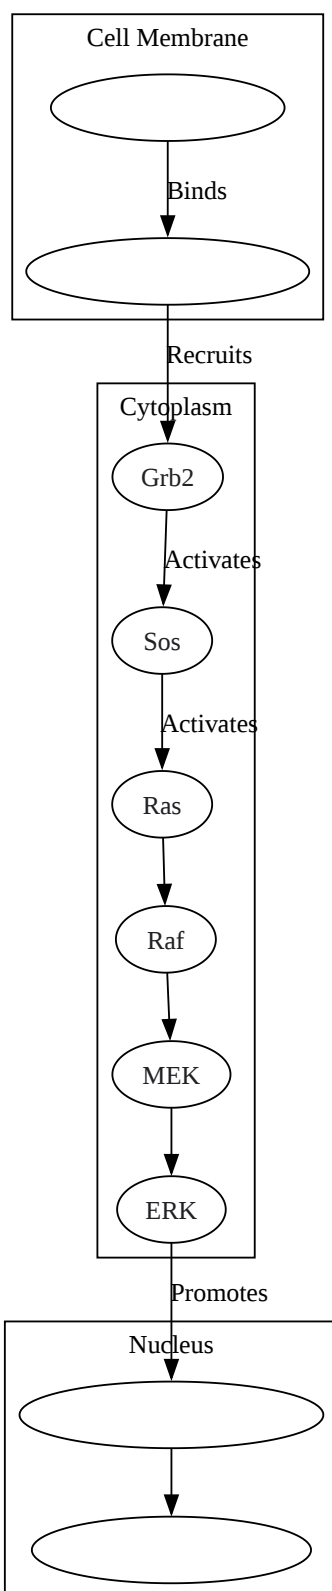 Cell Membrane
Binds
Recruits
Cytoplasm
Grb2
Activates
Sos
Activates
Ras
Raf
MEK
ERK
Promotes
Nucleus